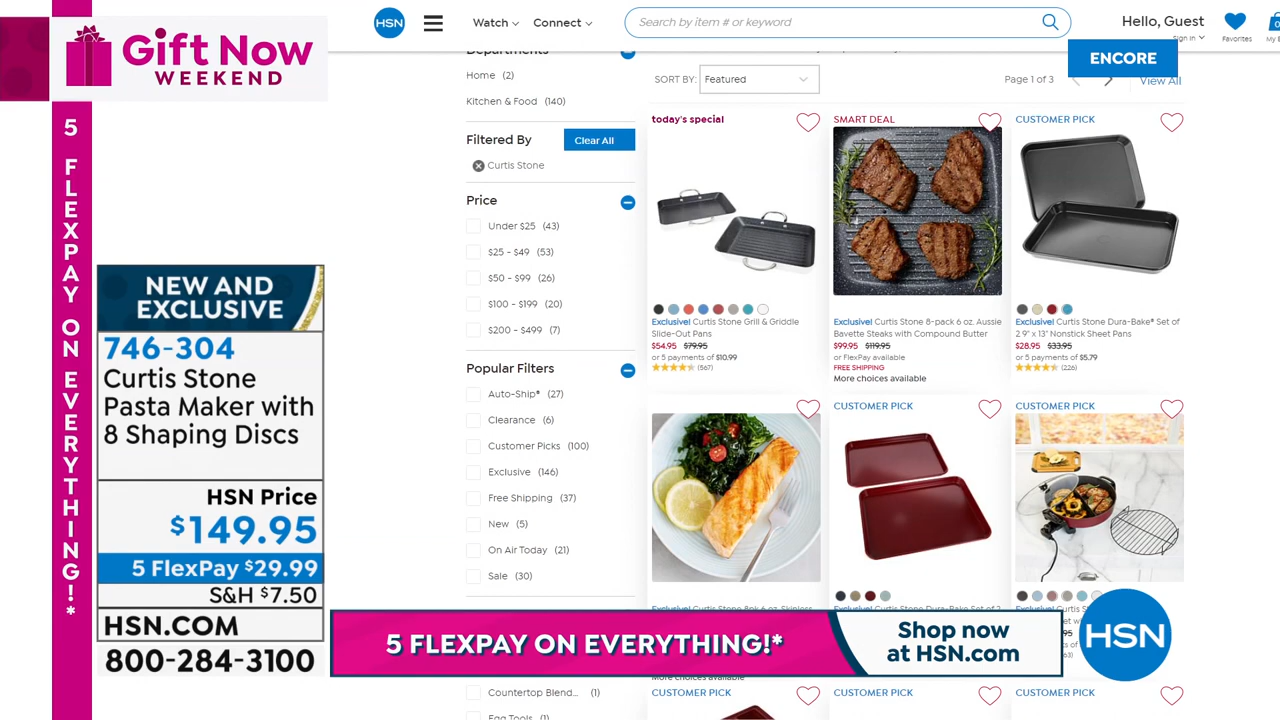 Gift Now
WEEKEND
5 FLEXPAY ON EVERYTHING!*
NEW AND
EXCLUSIVE
746-304
Curtis Stone
Pasta Maker with
8 Shaping Discs
HSN Price
$149.95
5 FlexPay $29.99
S&H $7.50
HSN.COM
800-284-3100
HSN
Watch
Connect
Search by item # or keyword
Hello, Guest
Sign In
Favorites
0
ENCORE
Departments
Home (2)
Kitchen & Food (140)
Filtered By
Clear All
Curtis Stone
Price
Under $25 (43)
$25 - $49 (53)
$50 - $99 (26)
$100 - $199 (20)
$200 - $499 (7)
Popular Filters
Auto-Ship® (27)
Clearance (6)
Customer Picks (100)
Exclusive (146)
Free Shipping (37)
New (5)
On Air Today (21)
Sale (30)
Countertop Blend... (1)
Egg Tools (1)
SORT BY: Featured
Page 1 of 3
View All
today's special
Exclusive! Curtis Stone Grill & Griddle
Slide-Out Pans
$54.95 $79.95
or 5 payments of $10.99
(567)
SMART DEAL
Exclusive! Curtis Stone 8-pack 6 oz. Aussie
Bavette Steaks with Compound Butter
$99.95 $119.95
or FlexPay available
FREE SHIPPING
More choices available
CUSTOMER PICK
Exclusive! Curtis Stone Dura-Bake® Set of
2 9" x 13" Nonstick Sheet Pans
$28.95 $33.95
or 5 payments of $5.79
(226)
CUSTOMER PICK
CUSTOMER PICK
More choices available
CUSTOMER PICK
CUSTOMER PICK
CUSTOMER PICK
5 FLEXPAY ON EVERYTHING!*
Shop now
at HSN.com
HSN